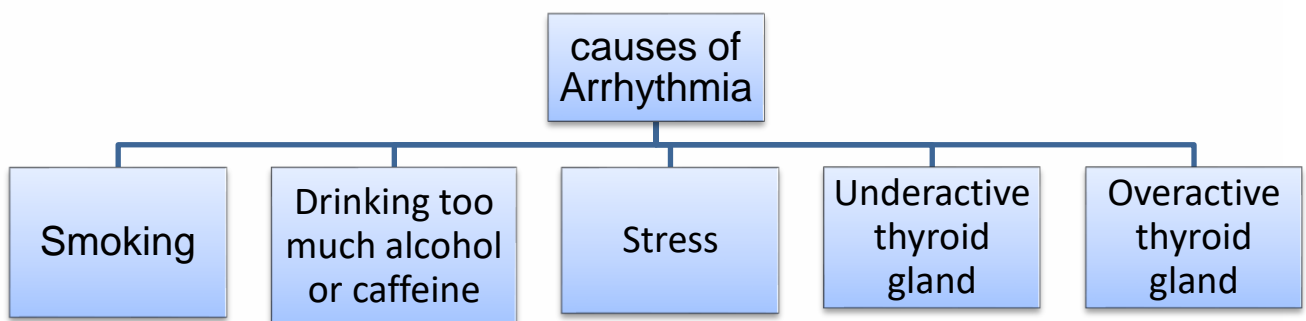 causes of
Arrhythmia
Smoking
Drinking too
much alcohol
or caffeine
Stress
Underactive
thyroid
gland
Overactive
thyroid
gland